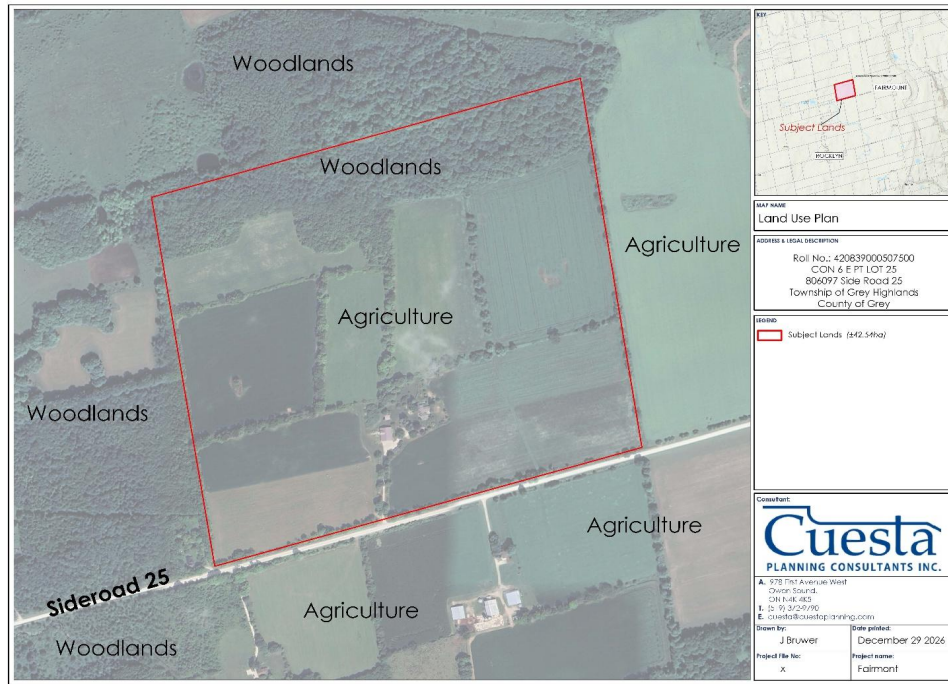 Woodlands
Woodlands
Agriculture
Agriculture
Woodlands
Agriculture
Sideroad 25
Agriculture
Woodlands
KEY
FAIRMOUNT
Subject Lands
ROCKLYN
MAP NAME
Land Use Plan
ADDRESS & LEGAL DESCRIPTION
Roll No.: 420839000507500
CON 6 E PT LOT 25
806097 Side Road 25
Township of Grey Highlands
County of Grey
LEGEND
Subject Lands (±42.54ha)
Consultant:
Cuesta
PLANNING CONSULTANTS INC.
A. 978 First Avenue West
Owen Sound,
ON N4K 4K5
T. (519) 372-9790
E. cuesta@cuestaplanning.com
Drawn by:
J Bruwer
Date printed:
December 29 2026
Project File No:
x
Project name:
Fairmont